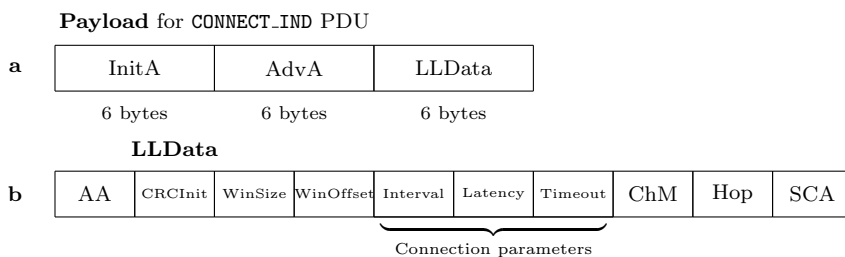 Payload for CONNECT_IND PDU
a InitA AdvA LLData
6 bytes 6 bytes 6 bytes
LLData
b AA CRCInit WinSize WinOffset Interval Latency Timeout ChM Hop SCA
Connection parameters